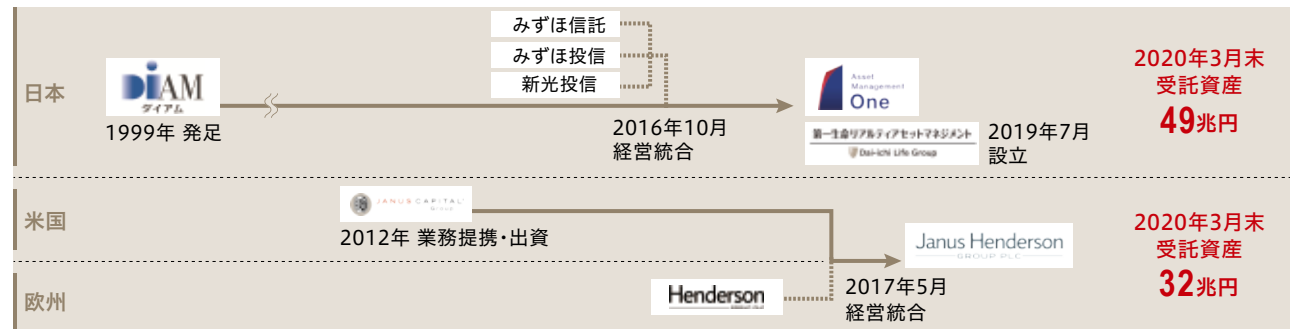 みずほ信託
みずほ投信
新光投信
日本
DIAM
ダイアム
1999年 発足
2016年10月
経営統合
Asset
Management
One
第一生命リアルティアセットマネジメント
Dai-ichi Life Group
2019年7月
設立
2020年3月末
受託資産
49兆円
米国
JANUS CAPITAL
Group
2012年 業務提携・出資
Janus Henderson
GROUP PLC
2020年3月末
受託資産
32兆円
欧州
Henderson
2017年5月
経営統合